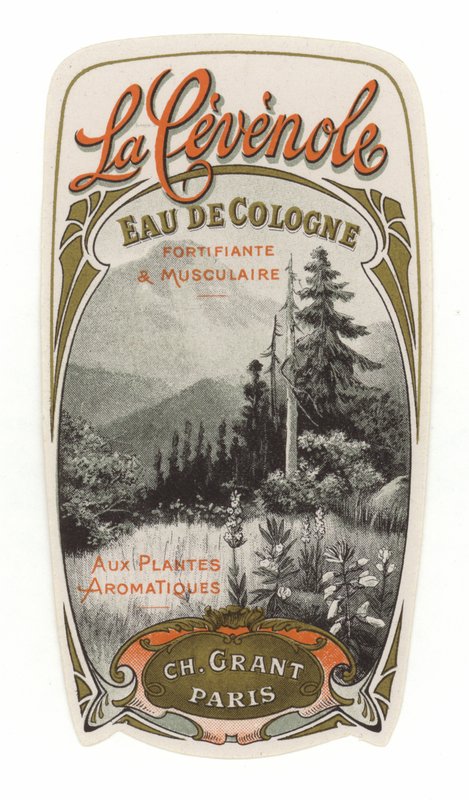 La Cévènole
EAU DE COLOGNE
FORTIFIANTE
& MUSCULAIRE
AUX PLANTES
AROMATIQUES
CH. GRANT
PARIS